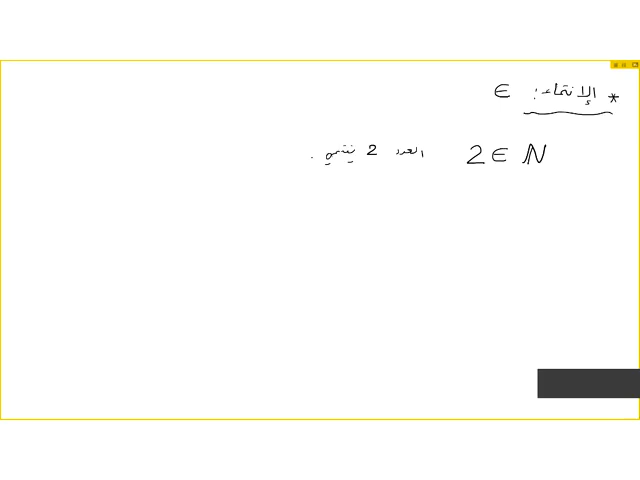 * الإنتماء: ∈
2 ∈ ℕ العدد 2 ينتمي .